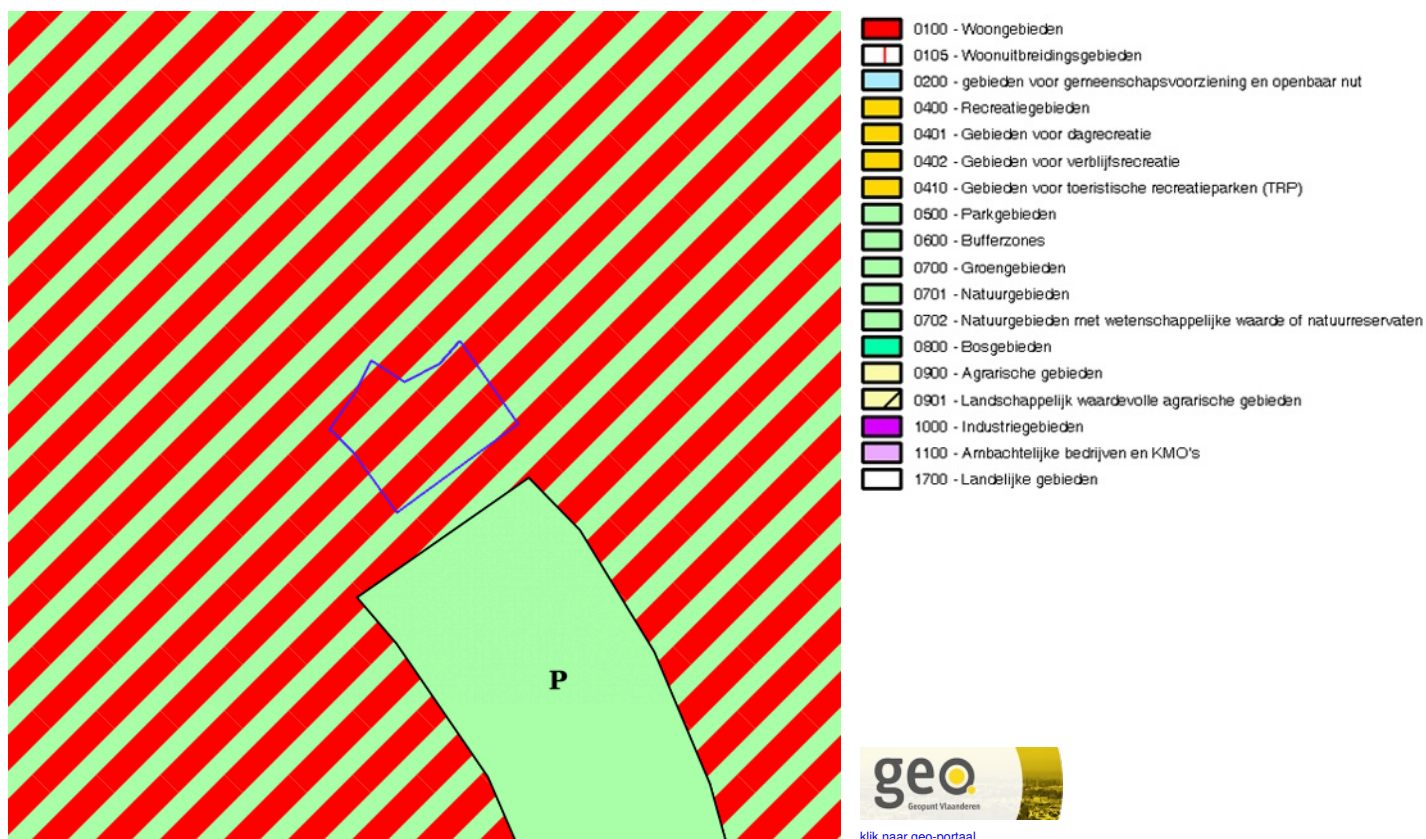 0100 - Woongebieden
0105 - Woonuitbreidingsgebieden
0200 - gebieden voor gemeenschapsvoorziening en openbaar nut
0400 - Recreatiegebieden
0401 - Gebieden voor dagrecreatie
0402 - Gebieden voor verblijfsrecreatie
0410 - Gebieden voor toeristische recreatieparken (TRP)
0500 - Parkgebieden
0600 - Bufferzones
0700 - Groengebieden
0701 - Natuurgebieden
0702 - Natuurgebieden met wetenschappelijke waarde of natuurreservaten
0800 - Bosgebieden
0900 - Agrarische gebieden
0901 - Landschappelijk waardevolle agrarische gebieden
1000 - Industriegebieden
1100 - Ambachtelijke bedrijven en KMO's
1700 - Landelijke gebieden
P
geo.
Geopunt Vlaanderen
klik naar geo-portaal